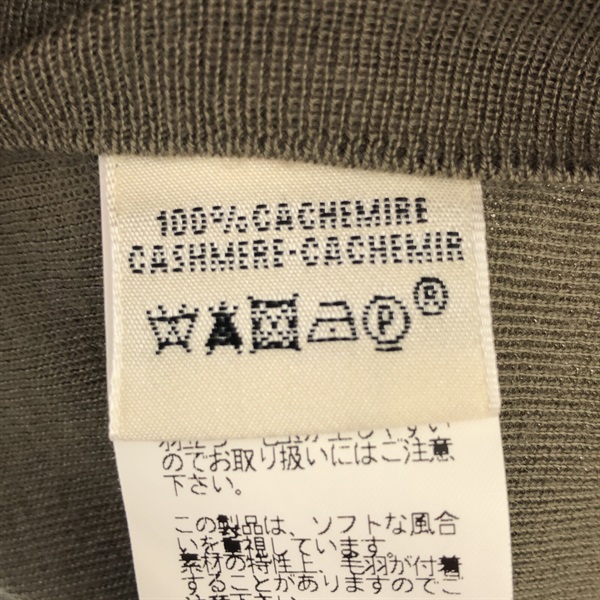 100%CACHEMIRE
CASHMERE-CACHEMIR
P ®
のでお取り扱いにはご注意
下さい。
この製品は、ソフトな風合
いを重視しています
素材の特性上、毛羽が付着
することがありますのでご